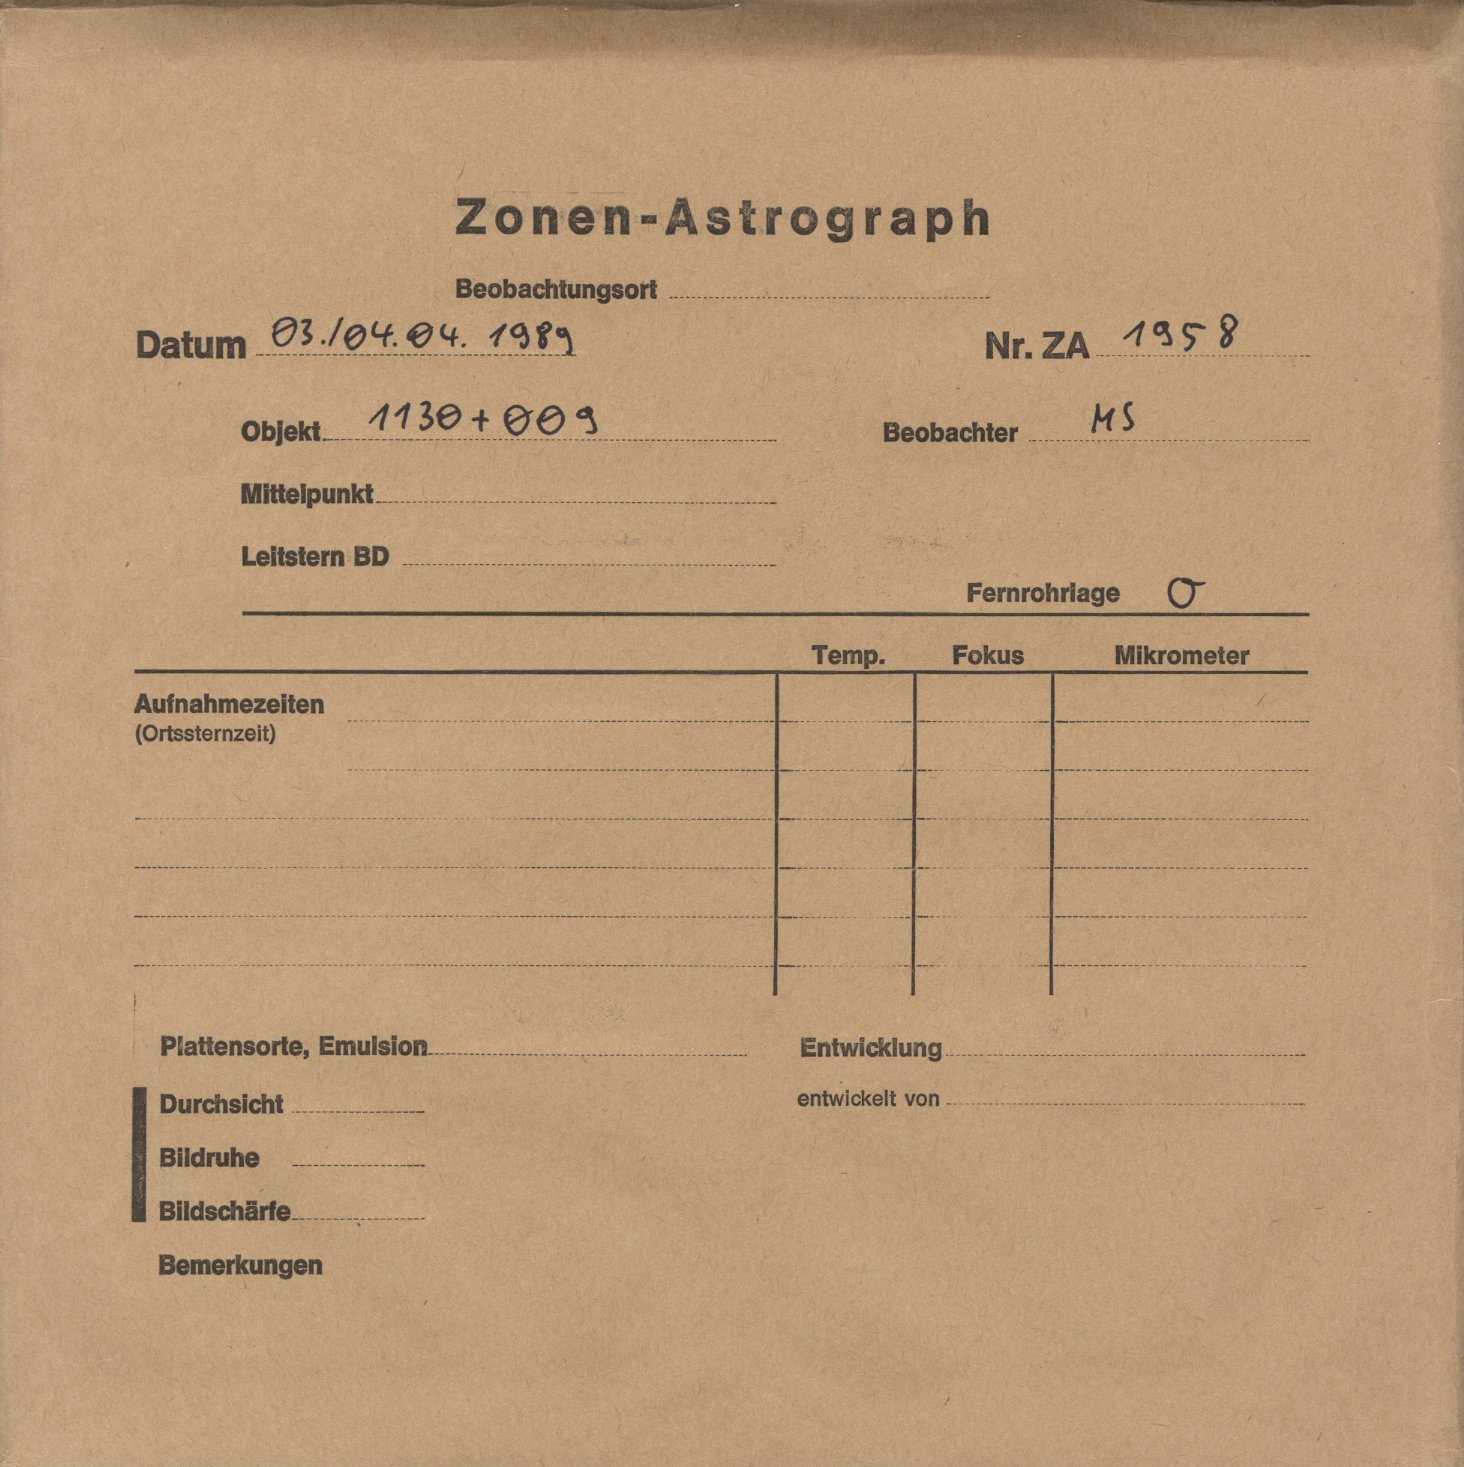 Zonen-Astrograph
Beobachtungsort
Datum 03./04.04. 1989 Nr. ZA 1958
Objekt 1130+009 Beobachter MS
Mittelpunkt
Leitstern BD
Fernrohrlage O
Temp. Fokus Mikrometer
Aufnahmezeiten
(Ortssternzeit)
Plattensorte, Emulsion Entwicklung
Durchsicht entwickelt von
Bildruhe
Bildschärfe
Bemerkungen